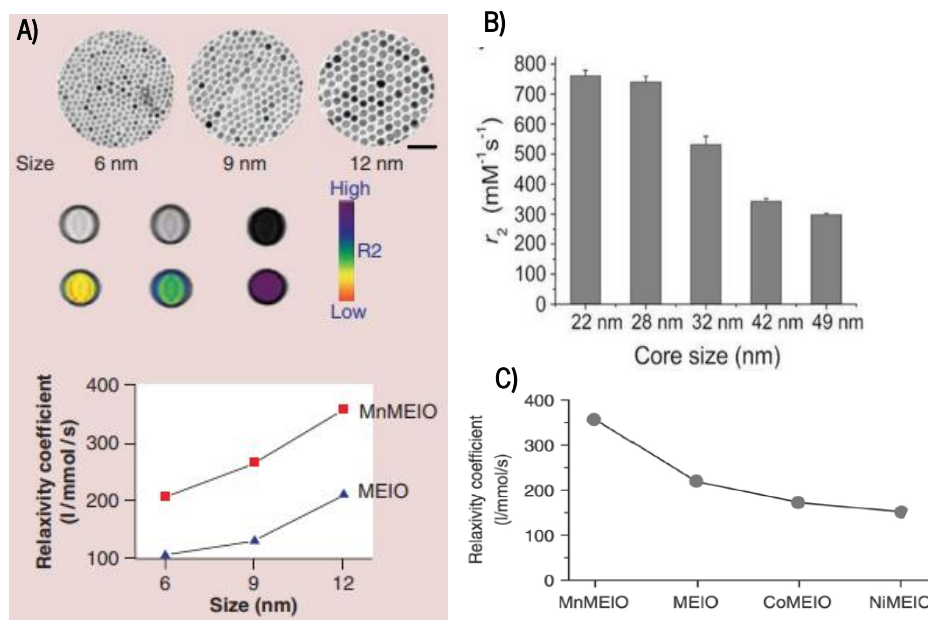 A)
Size 6 nm 9 nm 12 nm
High
R2
Low
400
300
200
100
MnMEIO
MEIO
6 9 12
Size (nm)
Relaxivity coefficient
(l/mmol/s)
B)
800
700
600
500
400
300
200
100
0
r2 (mM-1s-1)
22 nm 28 nm 32 nm 42 nm 49 nm
Core size (nm)
C)
400
300
200
100
0
Relaxivity coefficient
(l/mmol/s)
MnMEIO MEIO CoMEIO NiMEIO